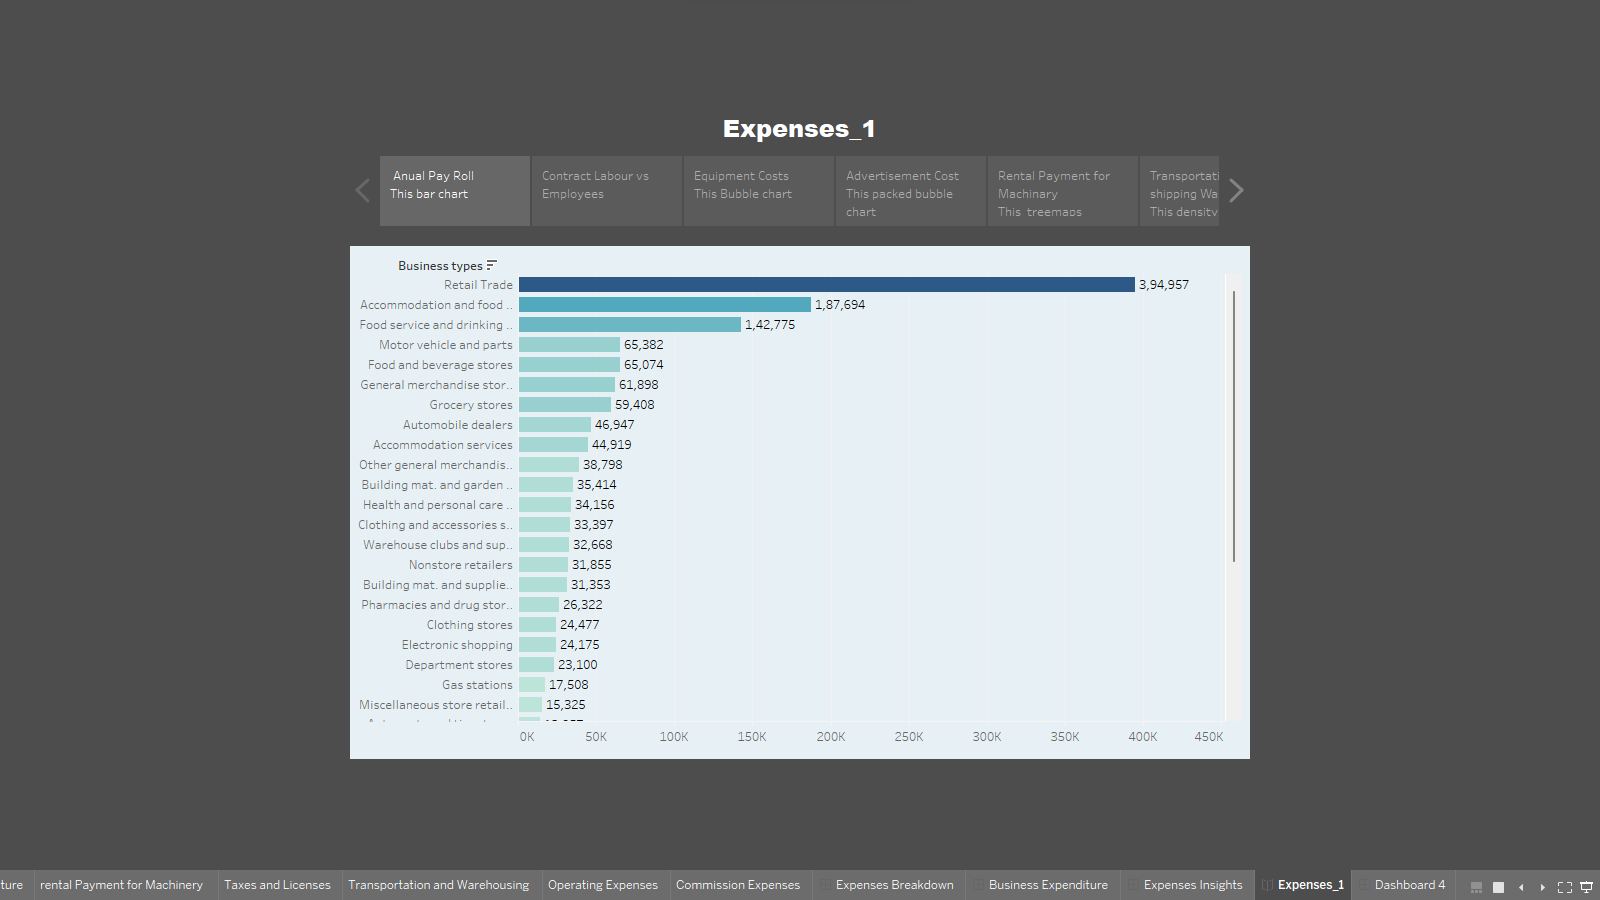 Expenses_1
Anual Pay Roll
This bar chart
Contract Labour vs
Employees
Equipment Costs
This Bubble chart
Advertisement Cost
This packed bubble
chart
Rental Payment for
Machinary
This treemaps
Transportati
shipping Wa
This density
Business types
Retail Trade 3,94,957
Accommodation and food .. 1,87,694
Food service and drinking .. 1,42,775
Motor vehicle and parts 65,382
Food and beverage stores 65,074
General merchandise stor.. 61,898
Grocery stores 59,408
Automobile dealers 46,947
Accommodation services 44,919
Other general merchandis.. 38,798
Building mat. and garden .. 35,414
Health and personal care .. 34,156
Clothing and accessories s.. 33,397
Warehouse clubs and sup.. 32,668
Nonstore retailers 31,855
Building mat. and supplie.. 31,353
Pharmacies and drug stor.. 26,322
Clothing stores 24,477
Electronic shopping 24,175
Department stores 23,100
Gas stations 17,508
Miscellaneous store retail.. 15,325
0K 50K 100K 150K 200K 250K 300K 350K 400K 450K
ture rental Payment for Machinery Taxes and Licenses Transportation and Warehousing Operating Expenses Commission Expenses Expenses Breakdown Business Expenditure Expenses Insights Expenses_1 Dashboard 4